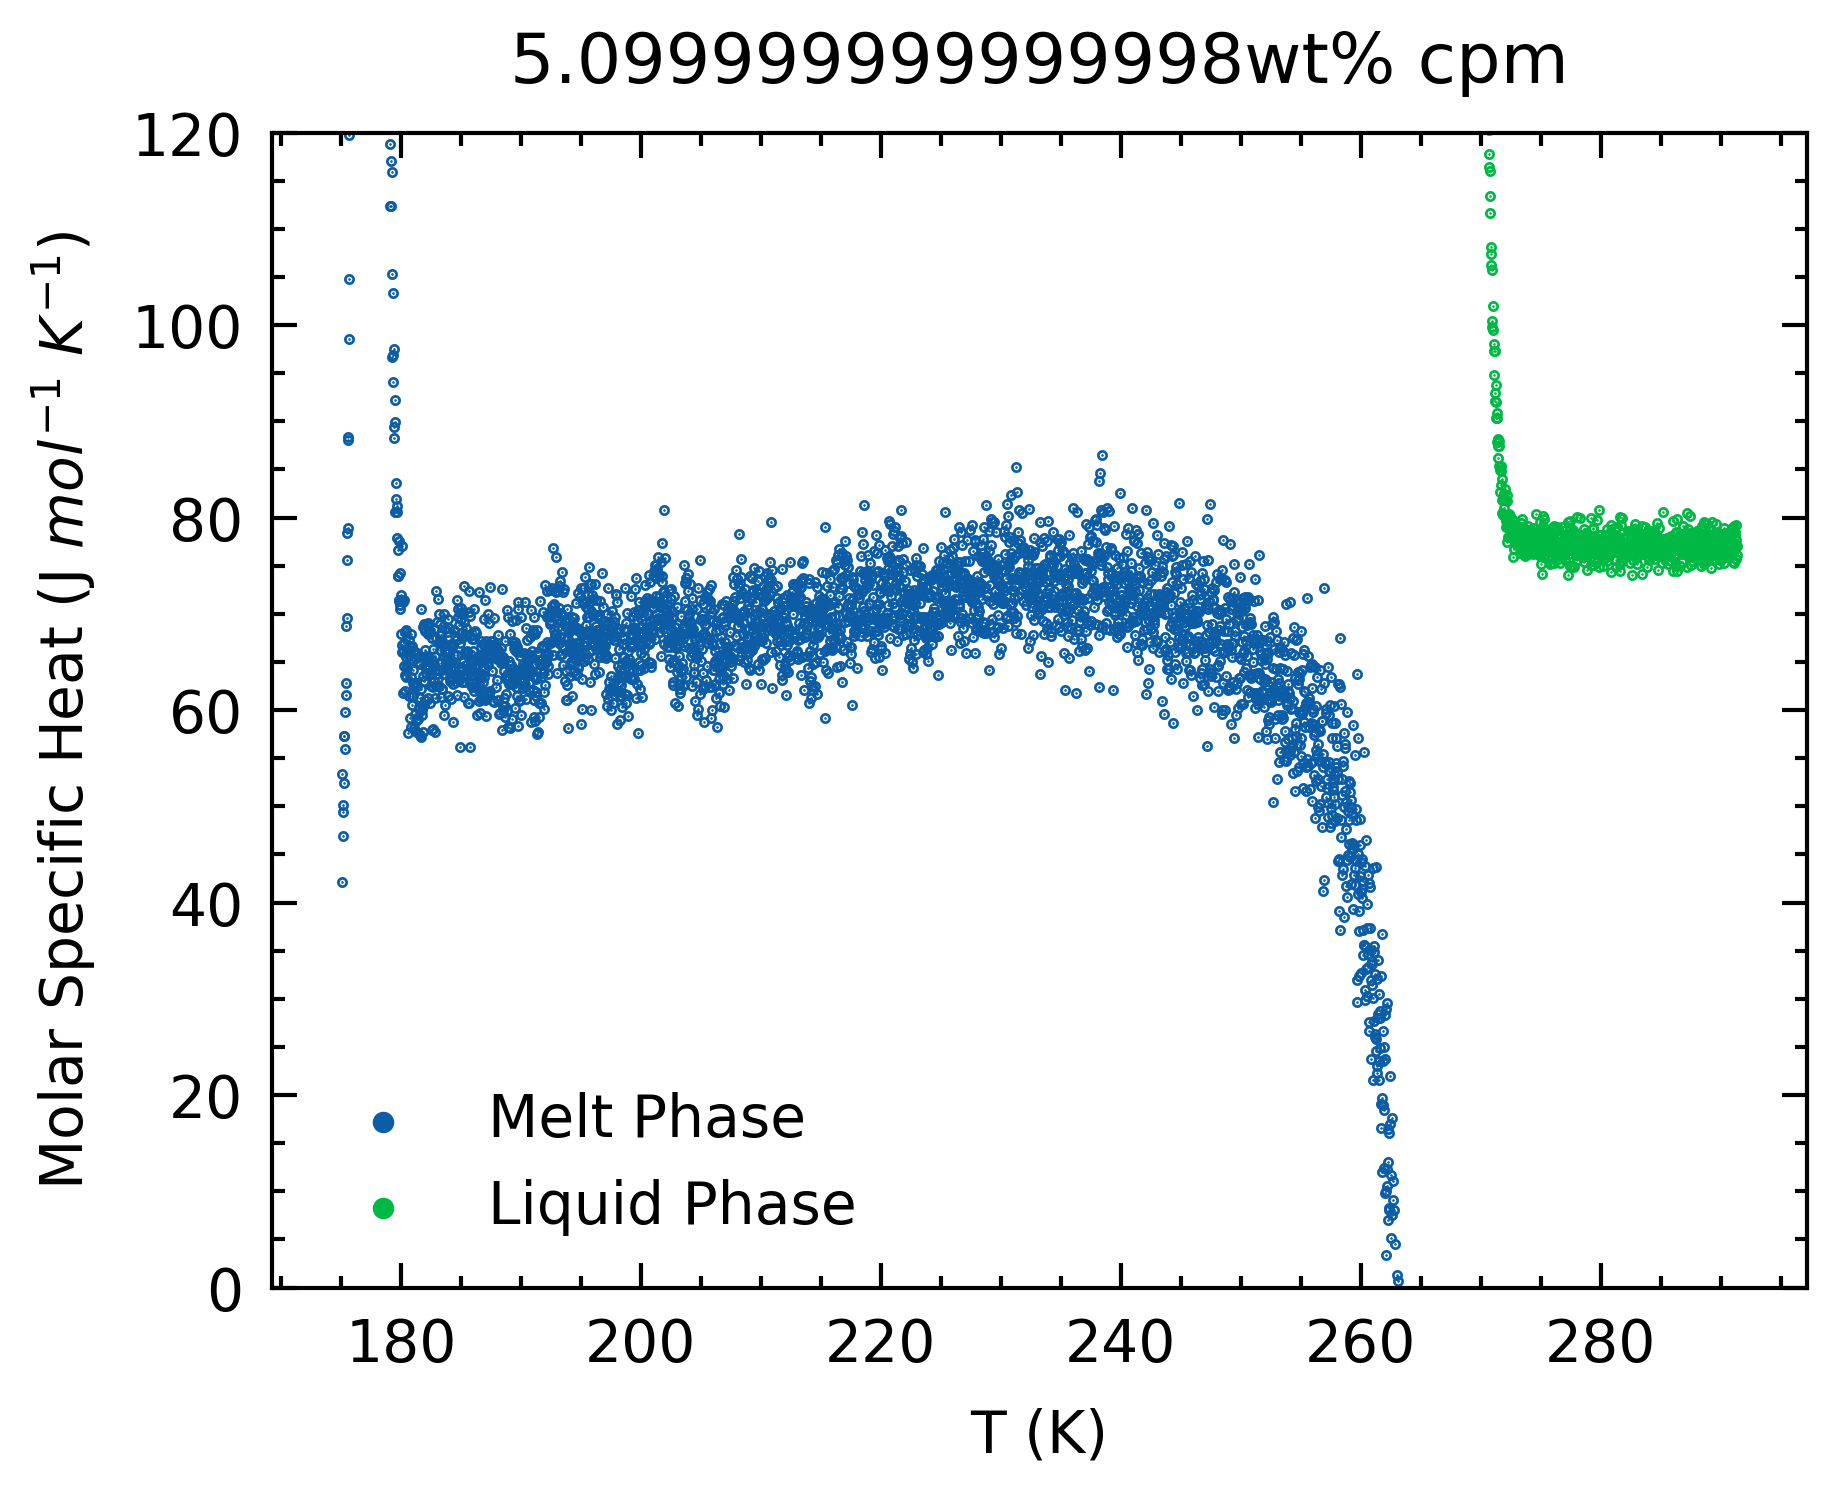 5.099999999999998wt% cpm
120
100
80
60
40
20
0
Molar Specific Heat (J mol⁻¹ K⁻¹)
Melt Phase
Liquid Phase
180 200 220 240 260 280
T (K)